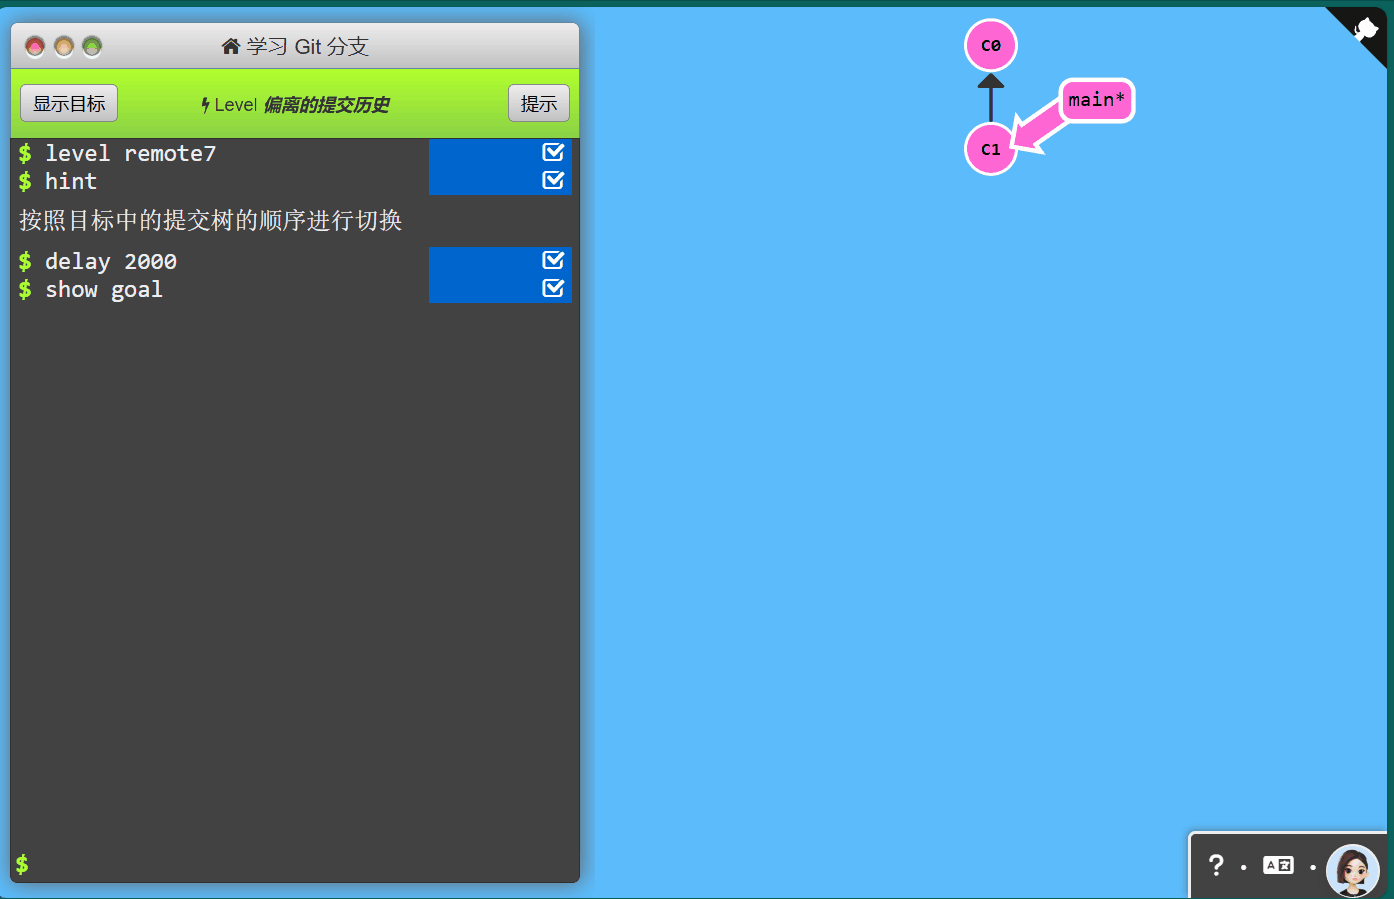 学习 Git 分支
显示目标
Level 偏离的提交历史
提示
$ level remote7
$ hint
按照目标中的提交树的顺序进行切换
$ delay 2000
$ show goal
$
C0
main*
C1
?
A